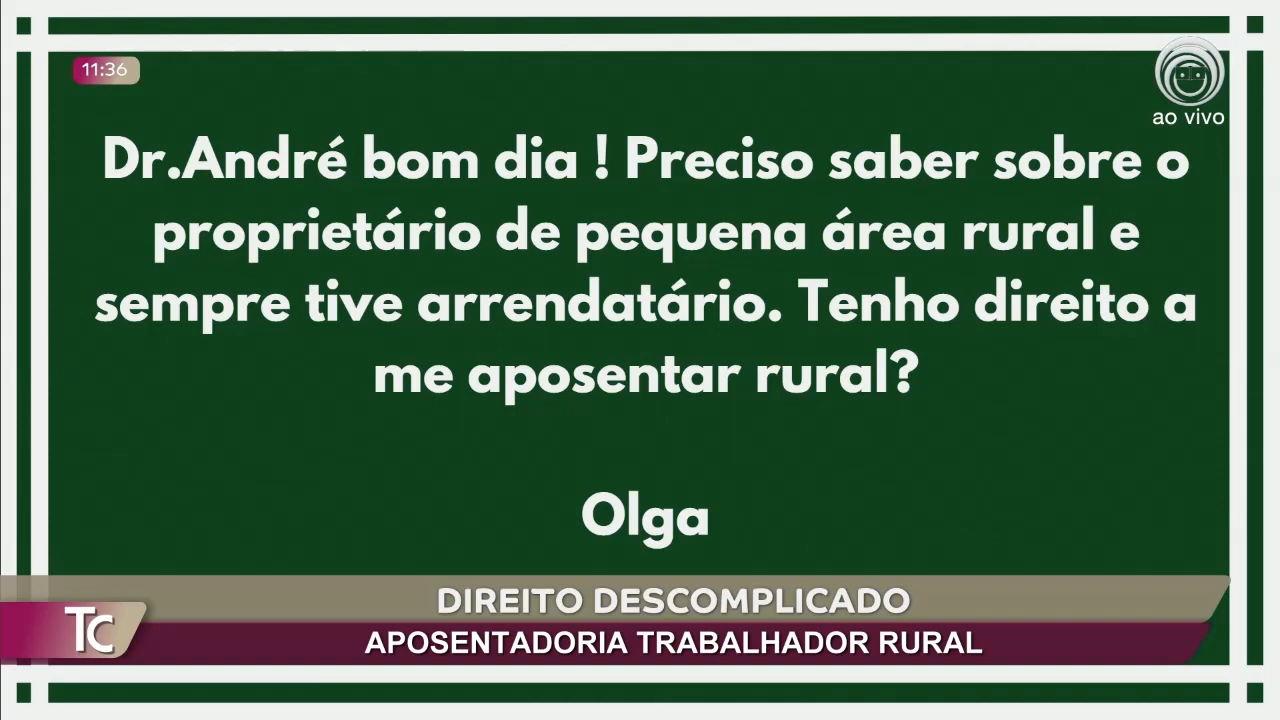 11:36
ao vivo
Dr.André bom dia ! Preciso saber sobre o
proprietário de pequena área rural e
sempre tive arrendatário. Tenho direito a
me aposentar rural?
Olga
DIREITO DESCOMPLICADO
TC
APOSENTADORIA TRABALHADOR RURAL